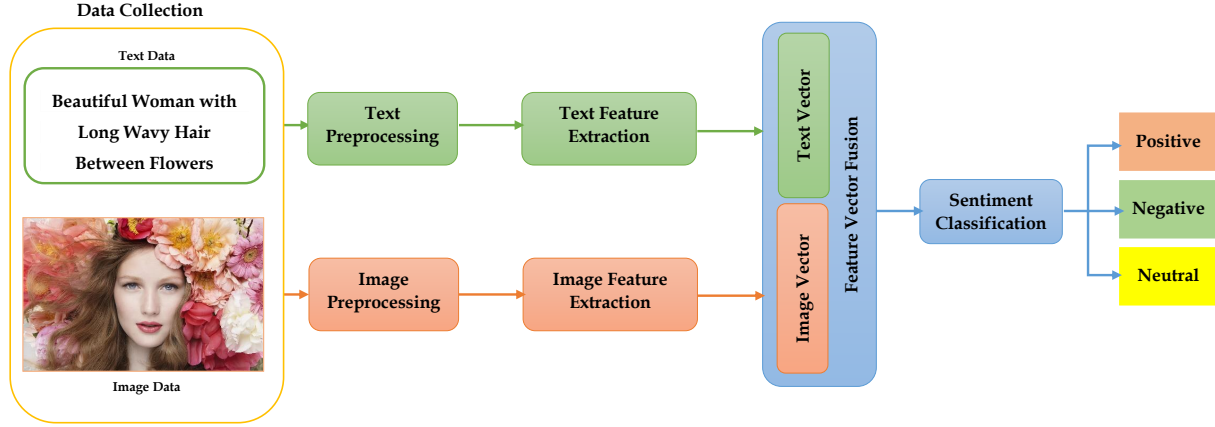 Data Collection
Text Data
Beautiful Woman with
Long Wavy Hair
Between Flowers
Image Data
Text
Preprocessing
Image
Preprocessing
Text Feature
Extraction
Image Feature
Extraction
Text Vector
Image Vector
Feature Vector Fusion
Sentiment
Classification
Positive
Negative
Neutral